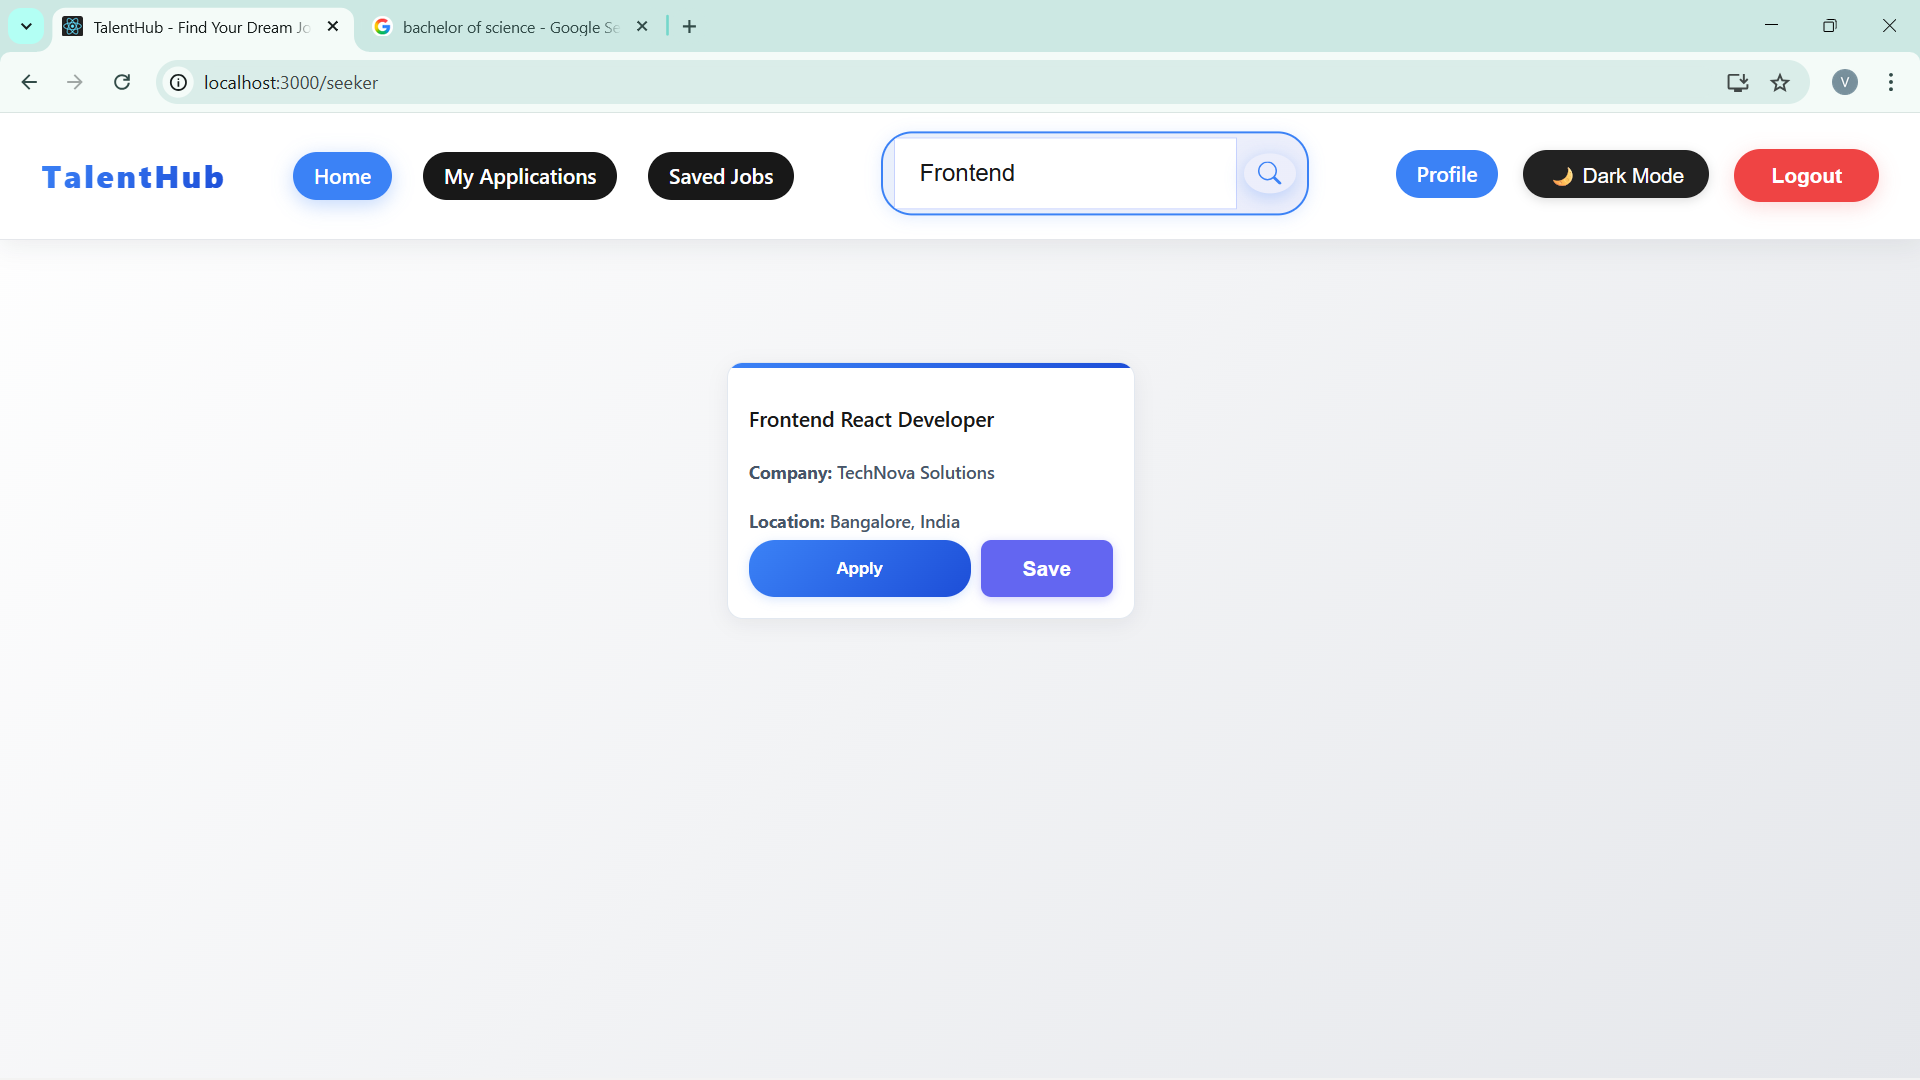 TalentHub - Find Your Dream Jo
bachelor of science - Google Se
localhost:3000/seeker
V
TalentHub
Home
My Applications
Saved Jobs
Frontend
Profile
🌙 Dark Mode
Logout
Frontend React Developer
Company: TechNova Solutions
Location: Bangalore, India
Apply
Save